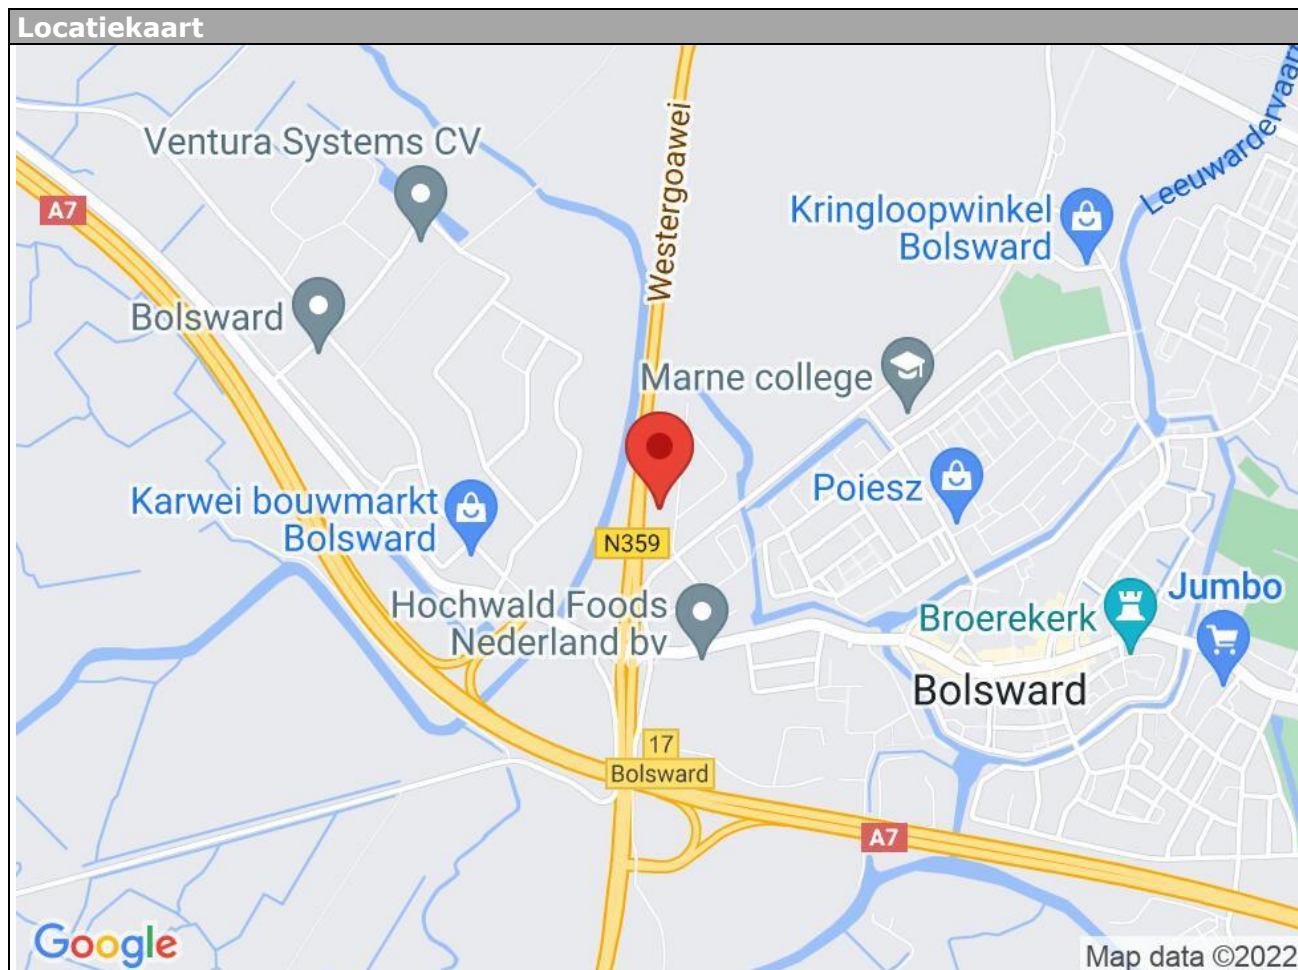 Locatiekaart
Ventura Systems CV
Westergoawei
Leeuwardervaart
A7
Kringloopwinkel
Bolsward
Bolsward
Marne college
Karwei bouwmarkt
Bolsward
Poiesz
N359
Hochwald Foods
Nederland bv
Jumbo
Broerekerk
Bolsward
17
Bolsward
A7
Google
Map data ©2022